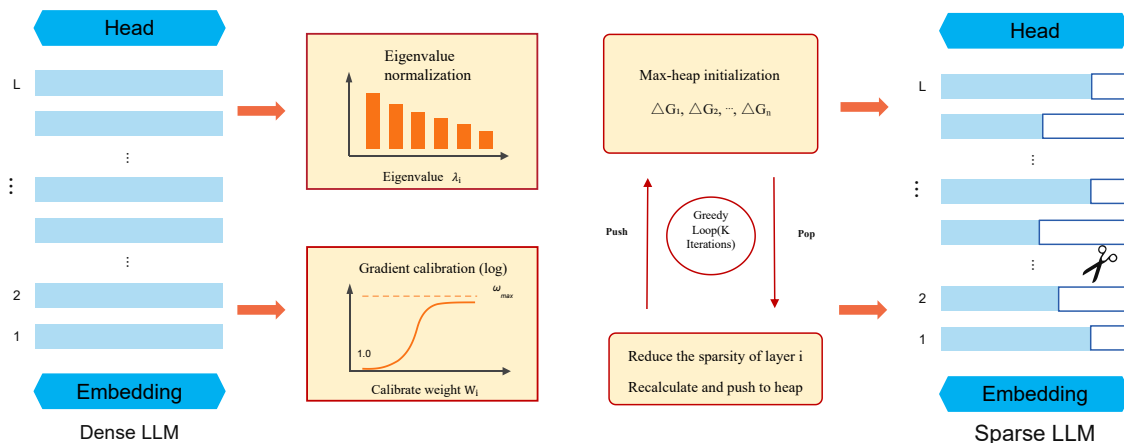 Head
L
⋮
2
1
Embedding
Dense LLM
Eigenvalue
normalization
Eigenvalue λi
Gradient calibration (log)
ωmax
1.0
Calibrate weight Wi
Max-heap initialization
△G1, △G2, ···, △Gn
Push
Greedy
Loop(K
Iterations)
Pop
Reduce the sparsity of layer i
Recalculate and push to heap
Head
L
⋮
2
1
Embedding
Sparse LLM